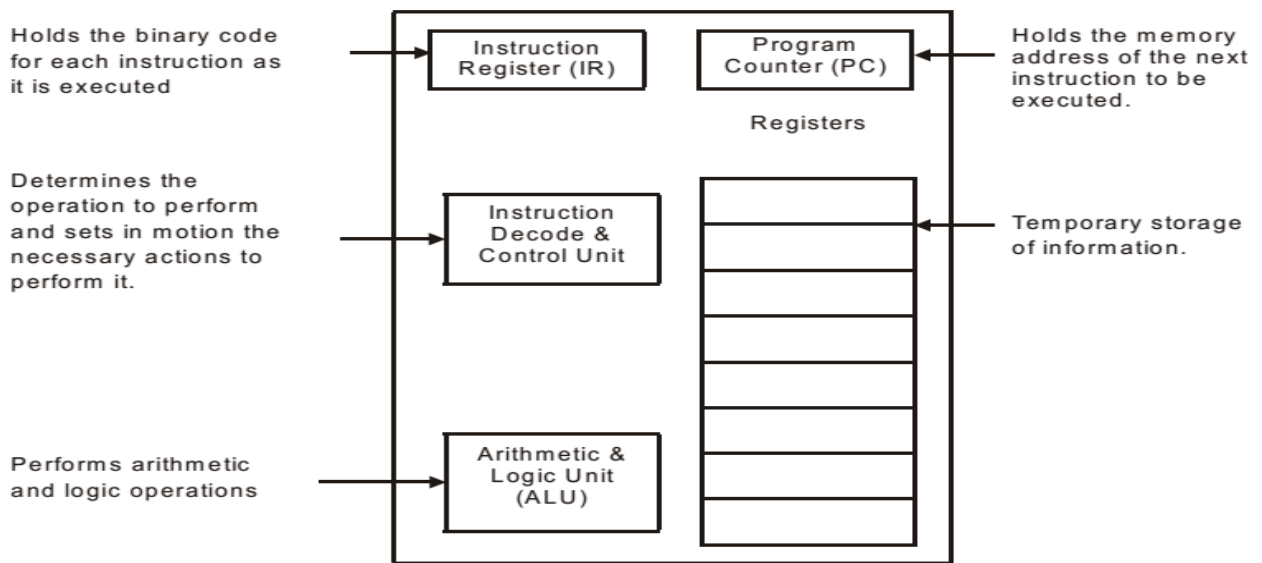 Holds the binary code
for each instruction as
it is executed
Instruction
Register (IR)
Program
Counter (PC)
Holds the memory
address of the next
instruction to be
executed.
Registers
Determines the
operation to perform
and sets in motion the
necessary actions to
perform it.
Instruction
Decode &
Control Unit
Temporary storage
of information.
Performs arithmetic
and logic operations
Arithmetic &
Logic Unit
(ALU)